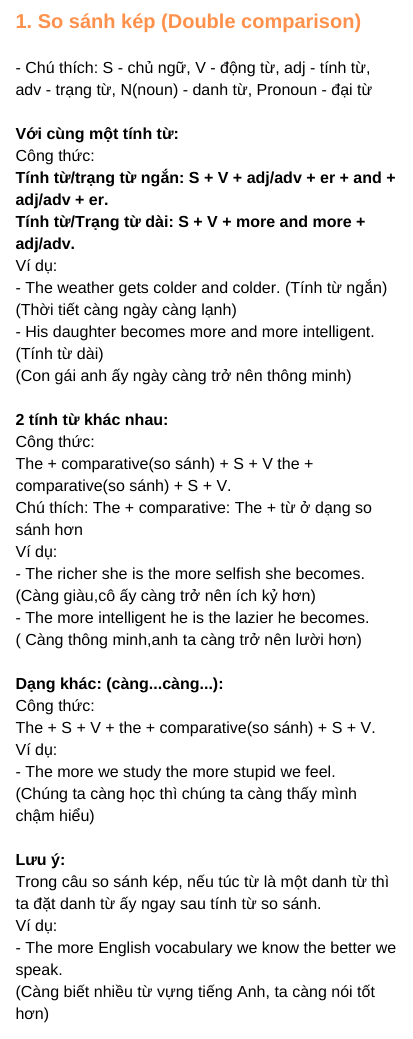 1. So sánh kép (Double comparison)
- Chú thích: S - chủ ngữ, V - động từ, adj - tính từ,
adv - trạng từ, N(noun) - danh từ, Pronoun - đại từ
Với cùng một tính từ:
Công thức:
Tính từ/trạng từ ngắn: S + V + adj/adv + er + and +
adj/adv + er.
Tính từ/Trạng từ dài: S + V + more and more +
adj/adv.
Ví dụ:
- The weather gets colder and colder. (Tính từ ngắn)
(Thời tiết càng ngày càng lạnh)
- His daughter becomes more and more intelligent.
(Tính từ dài)
(Con gái anh ấy ngày càng trở nên thông minh)
2 tính từ khác nhau:
Công thức:
The + comparative(so sánh) + S + V the +
comparative(so sánh) + S + V.
Chú thích: The + comparative: The + từ ở dạng so
sánh hơn
Ví dụ:
- The richer she is the more selfish she becomes.
(Càng giàu,cô ấy càng trở nên ích kỷ hơn)
- The more intelligent he is the lazier he becomes.
( Càng thông minh,anh ta càng trở nên lười hơn)
Dạng khác: (càng...càng...):
Công thức:
The + S + V + the + comparative(so sánh) + S + V.
Ví dụ:
- The more we study the more stupid we feel.
(Chúng ta càng học thì chúng ta càng thấy mình
chậm hiểu)
Lưu ý:
Trong câu so sánh kép, nếu túc từ là một danh từ thì
ta đặt danh từ ấy ngay sau tính từ so sánh.
Ví dụ:
- The more English vocabulary we know the better we
speak.
(Càng biết nhiều từ vựng tiếng Anh, ta càng nói tốt
hơn)